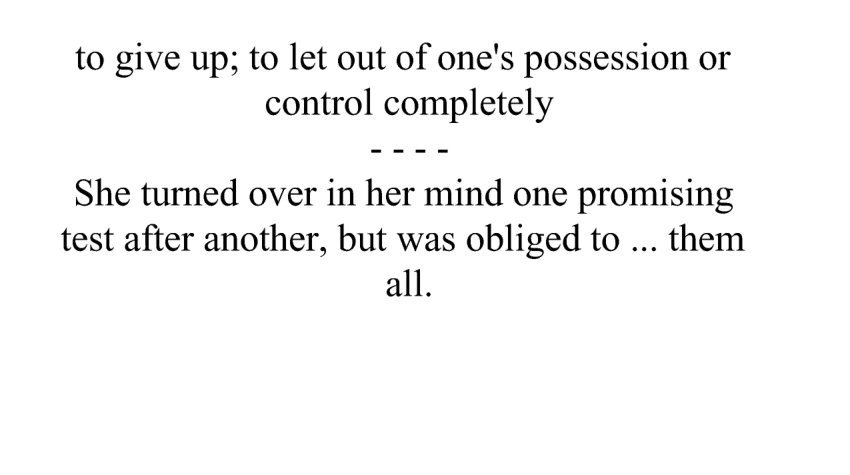 to give up; to let out of one's possession or
control completely
- - - -
She turned over in her mind one promising
test after another, but was obliged to ... them
all.